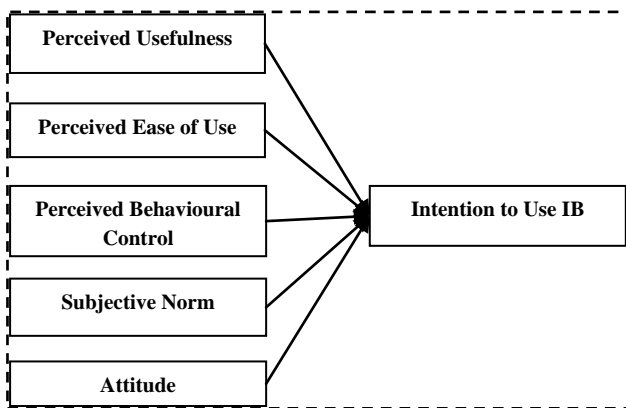 Perceived Usefulness
Perceived Ease of Use
Perceived Behavioural
Control
Intention to Use IB
Subjective Norm
Attitude